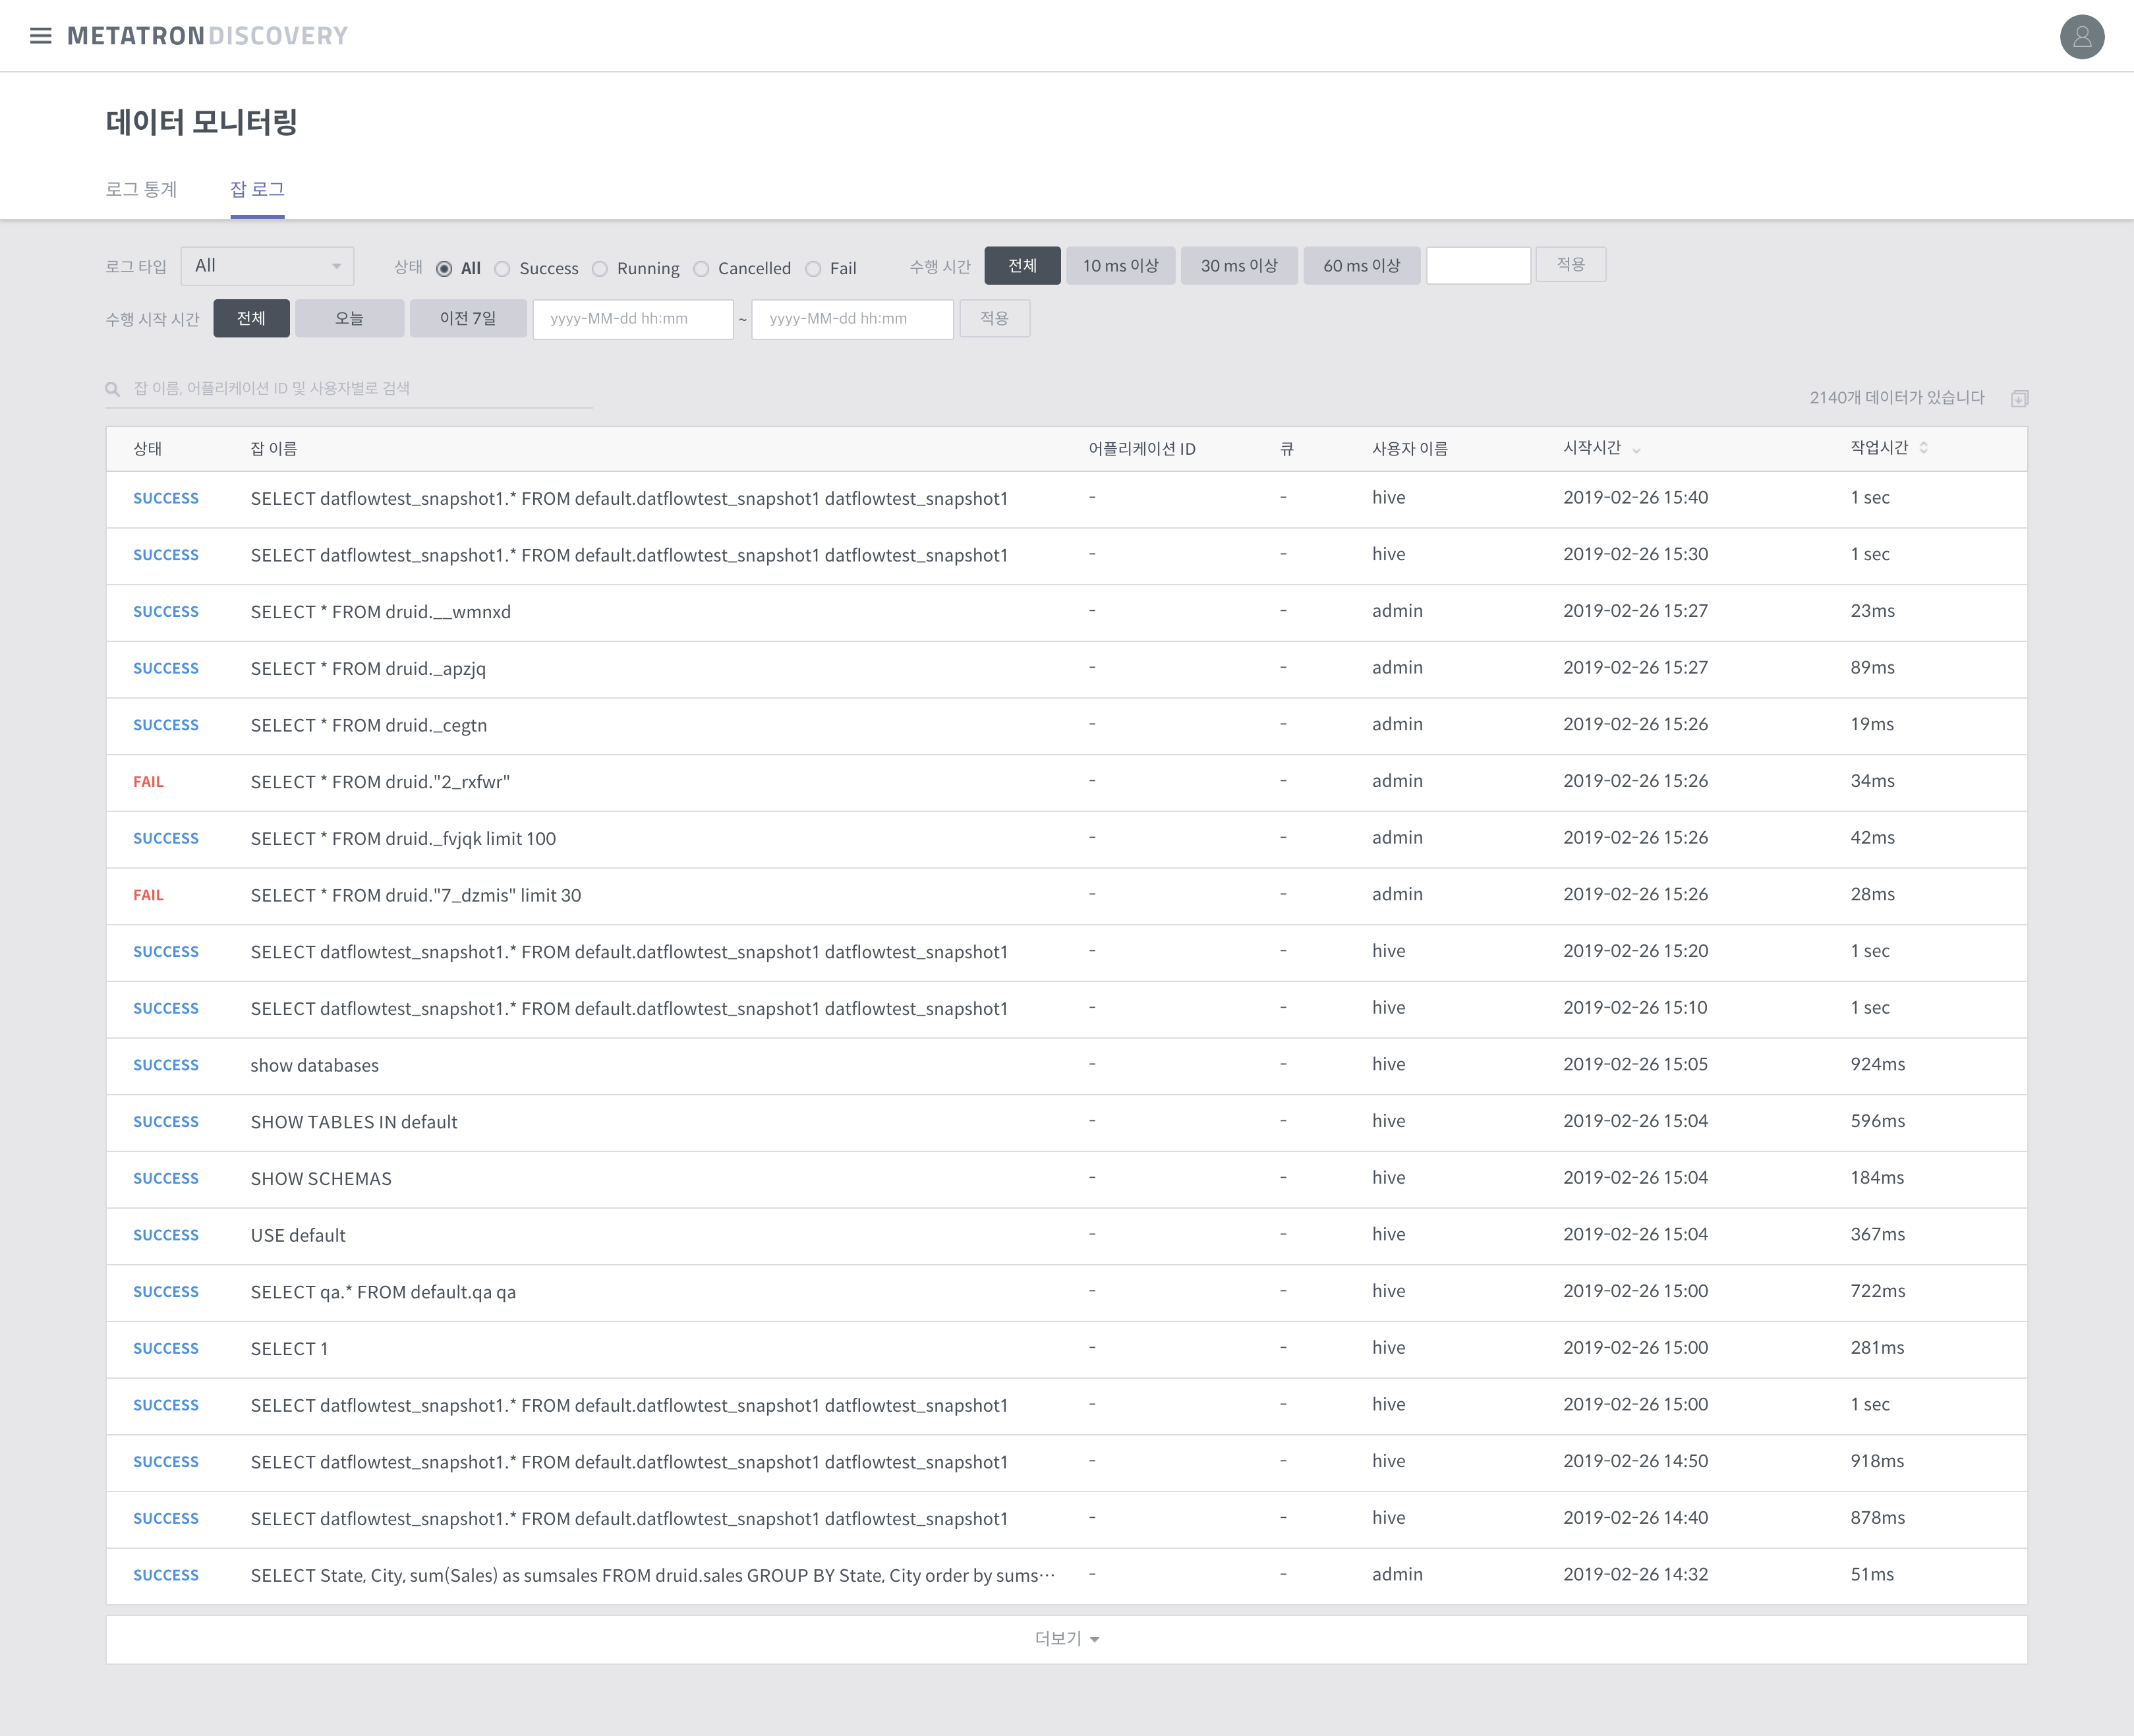 METATRON DISCOVERY
데이터 모니터링
로그 통계 잡 로그
로그 타입 All 상태 All Success Running Cancelled Fail 수행 시간 전체 10 ms 이상 30 ms 이상 60 ms 이상 적용
수행 시작 시간 전체 오늘 이전 7일 yyyy-MM-dd hh:mm ~ yyyy-MM-dd hh:mm 적용
잡 이름, 어플리케이션 ID 및 사용자별로 검색
2140개 데이터가 있습니다
상태 잡 이름 어플리케이션 ID 큐 사용자 이름 시작시간 작업시간
SUCCESS SELECT datflowtest_snapshot1.* FROM default.datflowtest_snapshot1 datflowtest_snapshot1 - - hive 2019-02-26 15:40 1 sec
SUCCESS SELECT datflowtest_snapshot1.* FROM default.datflowtest_snapshot1 datflowtest_snapshot1 - - hive 2019-02-26 15:30 1 sec
SUCCESS SELECT * FROM druid.__wmnxd - - admin 2019-02-26 15:27 23ms
SUCCESS SELECT * FROM druid._apzjq - - admin 2019-02-26 15:27 89ms
SUCCESS SELECT * FROM druid._cegtn - - admin 2019-02-26 15:26 19ms
FAIL SELECT * FROM druid."2_rxfwr" - - admin 2019-02-26 15:26 34ms
SUCCESS SELECT * FROM druid._fvjqk limit 100 - - admin 2019-02-26 15:26 42ms
FAIL SELECT * FROM druid."7_dzmis" limit 30 - - admin 2019-02-26 15:26 28ms
SUCCESS SELECT datflowtest_snapshot1.* FROM default.datflowtest_snapshot1 datflowtest_snapshot1 - - hive 2019-02-26 15:20 1 sec
SUCCESS SELECT datflowtest_snapshot1.* FROM default.datflowtest_snapshot1 datflowtest_snapshot1 - - hive 2019-02-26 15:10 1 sec
SUCCESS show databases - - hive 2019-02-26 15:05 924ms
SUCCESS SHOW TABLES IN default - - hive 2019-02-26 15:04 596ms
SUCCESS SHOW SCHEMAS - - hive 2019-02-26 15:04 184ms
SUCCESS USE default - - hive 2019-02-26 15:04 367ms
SUCCESS SELECT qa.* FROM default.qa qa - - hive 2019-02-26 15:00 722ms
SUCCESS SELECT 1 - - hive 2019-02-26 15:00 281ms
SUCCESS SELECT datflowtest_snapshot1.* FROM default.datflowtest_snapshot1 datflowtest_snapshot1 - - hive 2019-02-26 15:00 1 sec
SUCCESS SELECT datflowtest_snapshot1.* FROM default.datflowtest_snapshot1 datflowtest_snapshot1 - - hive 2019-02-26 14:50 918ms
SUCCESS SELECT datflowtest_snapshot1.* FROM default.datflowtest_snapshot1 datflowtest_snapshot1 - - hive 2019-02-26 14:40 878ms
SUCCESS SELECT State, City, sum(Sales) as sumsales FROM druid.sales GROUP BY State, City order by sums… - - admin 2019-02-26 14:32 51ms
더보기